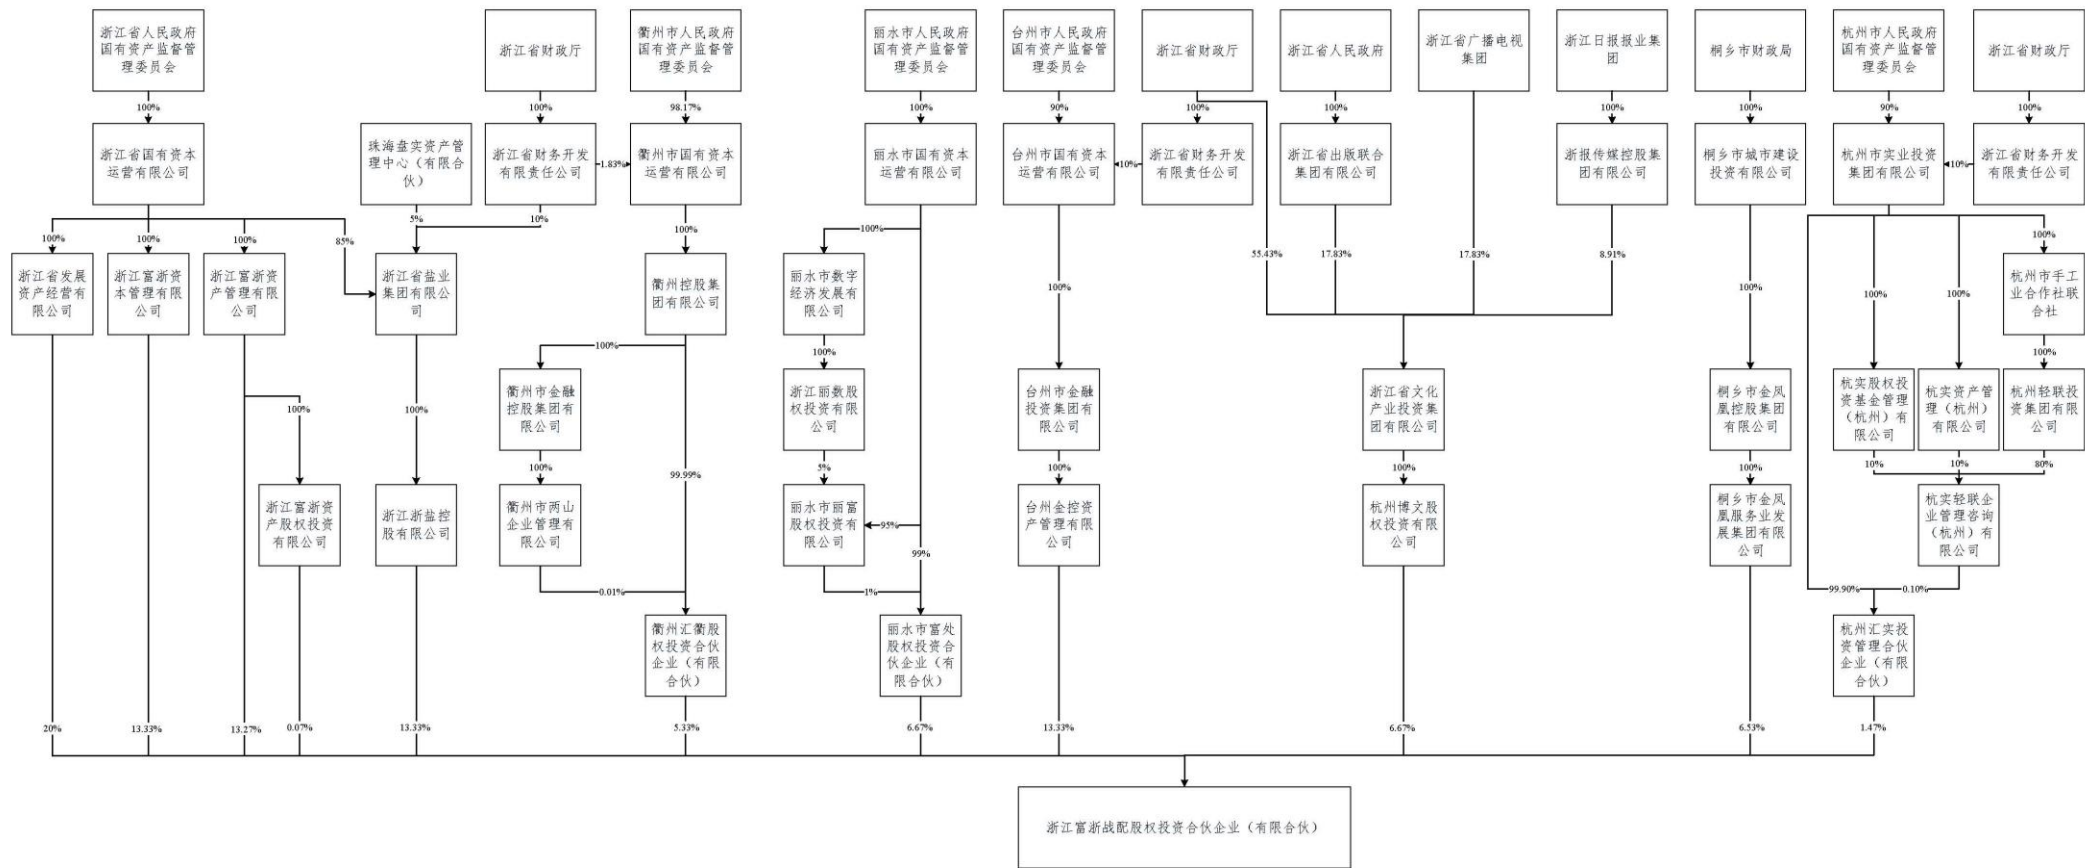 浙江省人民政府
国有资产监督管
理委员会
浙江省财政厅
衢州市人民政府
国有资产监督管
理委员会
丽水市人民政府
国有资产监督管
理委员会
台州市人民政府
国有资产监督管
理委员会
浙江省财政厅
浙江省人民政府
浙江省广播电视
集团
浙江日报报业集
团
桐乡市财政局
杭州市人民政府
国有资产监督管
理委员会
浙江省财政厅
100%
100%
98.17%
100%
90%
100%
100%
100%
100%
90%
100%
浙江省国有资本
运营有限公司
珠海盘实资产管
理中心（有限合
伙）
浙江省财务开发
有限责任公司
1.83%
衢州市国有资本
运营有限公司
丽水市国有资本
运营有限公司
台州市国有资本
运营有限公司
10%
浙江省财务开发
有限责任公司
浙江省出版联合
集团有限公司
浙报传媒控股集
团有限公司
桐乡市城市建设
投资有限公司
杭州市实业投资
集团有限公司
10%
浙江省财务开发
有限责任公司
5%
10%
100%
100%
100%
85%
100%
100%
100%
55.43%
17.83%
17.83%
8.91%
浙江省发展
资产经营有
限公司
浙江富浙资
本管理有限
公司
浙江富浙资
产管理有限
公司
浙江省盐业
集团有限公
司
衢州控股集
团有限公司
丽水市数字
经济发展有
限公司
杭州市手工
业合作社联
合社
100%
100%
100%
100%
100%
100%
100%
衢州市金融
控股集团有
限公司
浙江丽数股
权投资有限
公司
台州市金融
投资集团有
限公司
浙江省文化
产业投资集
团有限公司
桐乡市金凤
凰控股集团
有限公司
杭实股权投
资基金管理
（杭州）有
限公司
杭实资产管
理（杭州）
有限公司
杭州轻联投
资集团有限
公司
100%
100%
100%
99.99%
5%
100%
100%
100%
10%
10%
80%
浙江富浙资
产股权投资
有限公司
浙江浙盐控
股有限公司
衢州市两山
企业管理有
限公司
丽水市丽富
股权投资有
限公司
95%
99%
台州金控资
产管理有限
公司
杭州博文股
权投资有限
公司
桐乡市金凤
凰服务业发
展集团有限
公司
杭实轻联企
业管理咨询
（杭州）有
限公司
0.01%
1%
99.90%
0.10%
衢州汇衢股
权投资合伙
企业（有限
合伙）
丽水市富处
股权投资合
伙企业（有
限合伙）
杭州汇实投
资管理合伙
企业（有限
合伙）
20%
13.33%
13.27%
0.07%
13.33%
5.33%
6.67%
13.33%
6.67%
6.53%
1.47%
浙江富浙战配股权投资合伙企业（有限合伙）